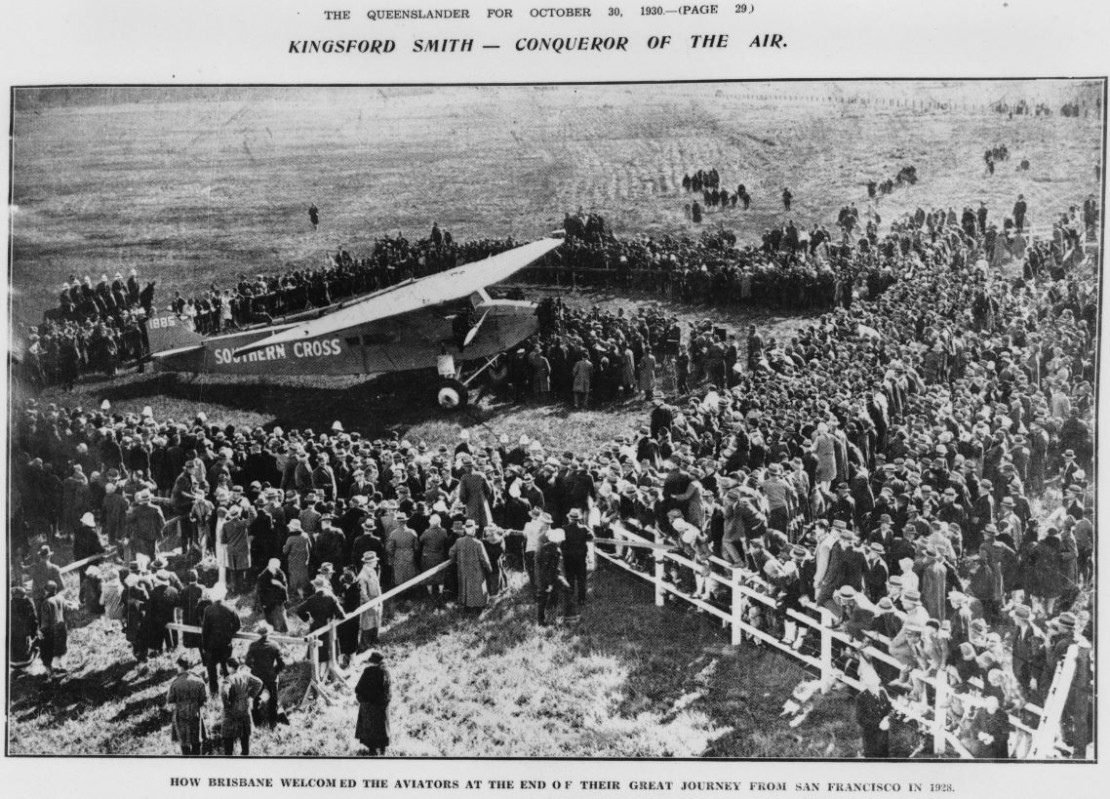 THE QUEENSLANDER FOR OCTOBER 30, 1930.—(PAGE 29)
KINGSFORD SMITH — CONQUEROR OF THE AIR.
1885
SOUTHERN CROSS
HOW BRISBANE WELCOMED THE AVIATORS AT THE END OF THEIR GREAT JOURNEY FROM SAN FRANCISCO IN 1928.